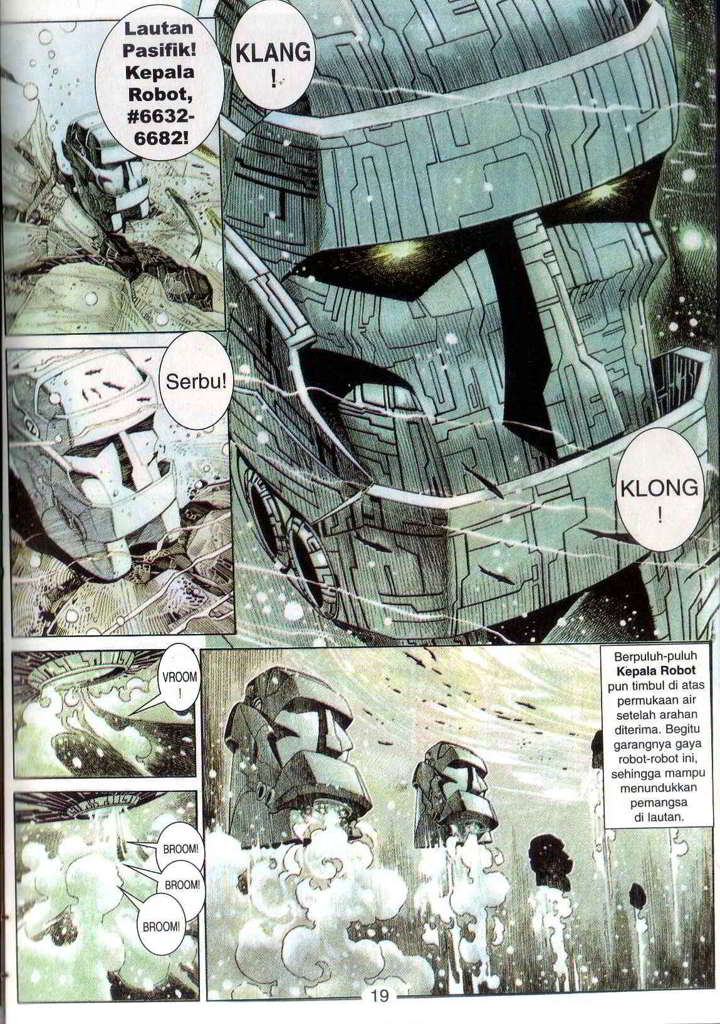 Lautan
Pasifik!
Kepala
Robot,
#6632-
6682!
KLANG
!
Serbu!
KLONG
!
VROOM
!
BROOM!
BROOM!
BROOM!
Berpuluh-puluh
Kepala Robot
pun timbul di atas
permukaan air
setelah arahan
diterima. Begitu
garangnya gaya
robot-robot ini,
sehingga mampu
menundukkan
pemangsa
di lautan.
19